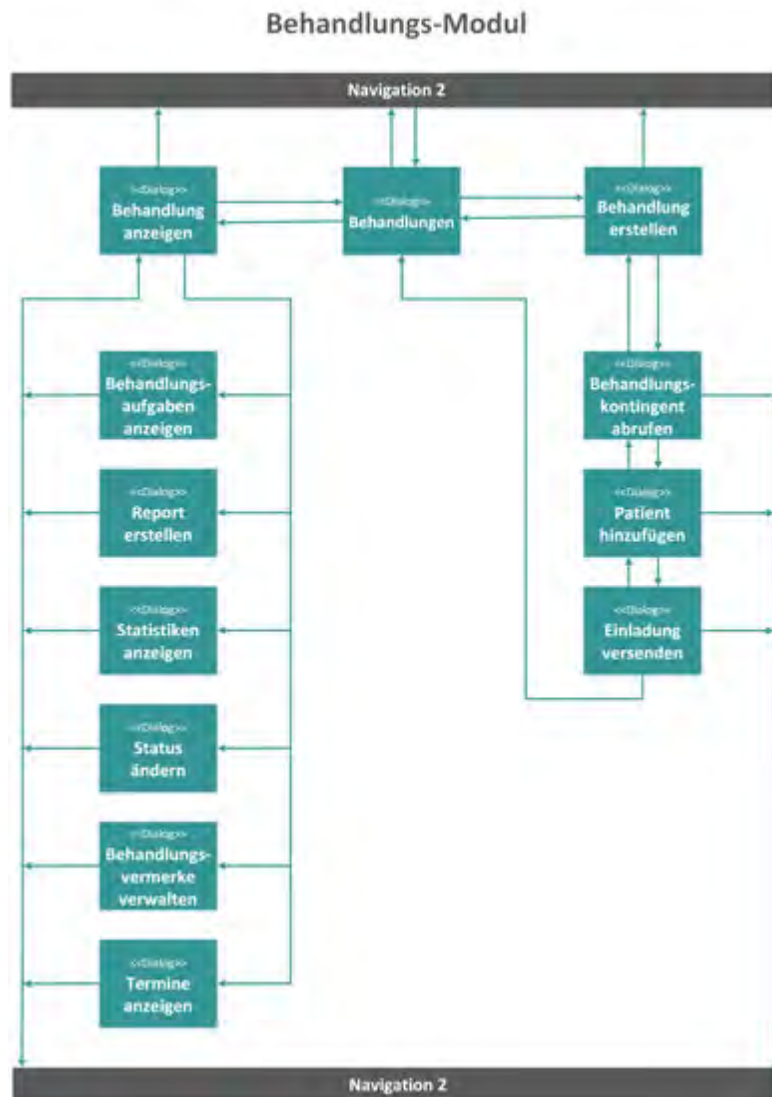 Behandlungs-Modul
Navigation 2
<<Dialog>>
Behandlung
anzeigen
<<Dialog>>
Behandlungen
<<Dialog>>
Behandlung
erstellen
<<Dialog>>
Behandlungs-
aufgaben
anzeigen
<<Dialog>>
Behandlungs-
kontingent
abrufen
<<Dialog>>
Report
erstellen
<<Dialog>>
Patient
hinzufügen
<<Dialog>>
Statistiken
anzeigen
<<Dialog>>
Einladung
versenden
<<Dialog>>
Status
ändern
<<Dialog>>
Behandlungs-
vermerke
verwalten
<<Dialog>>
Termine
anzeigen
Navigation 2